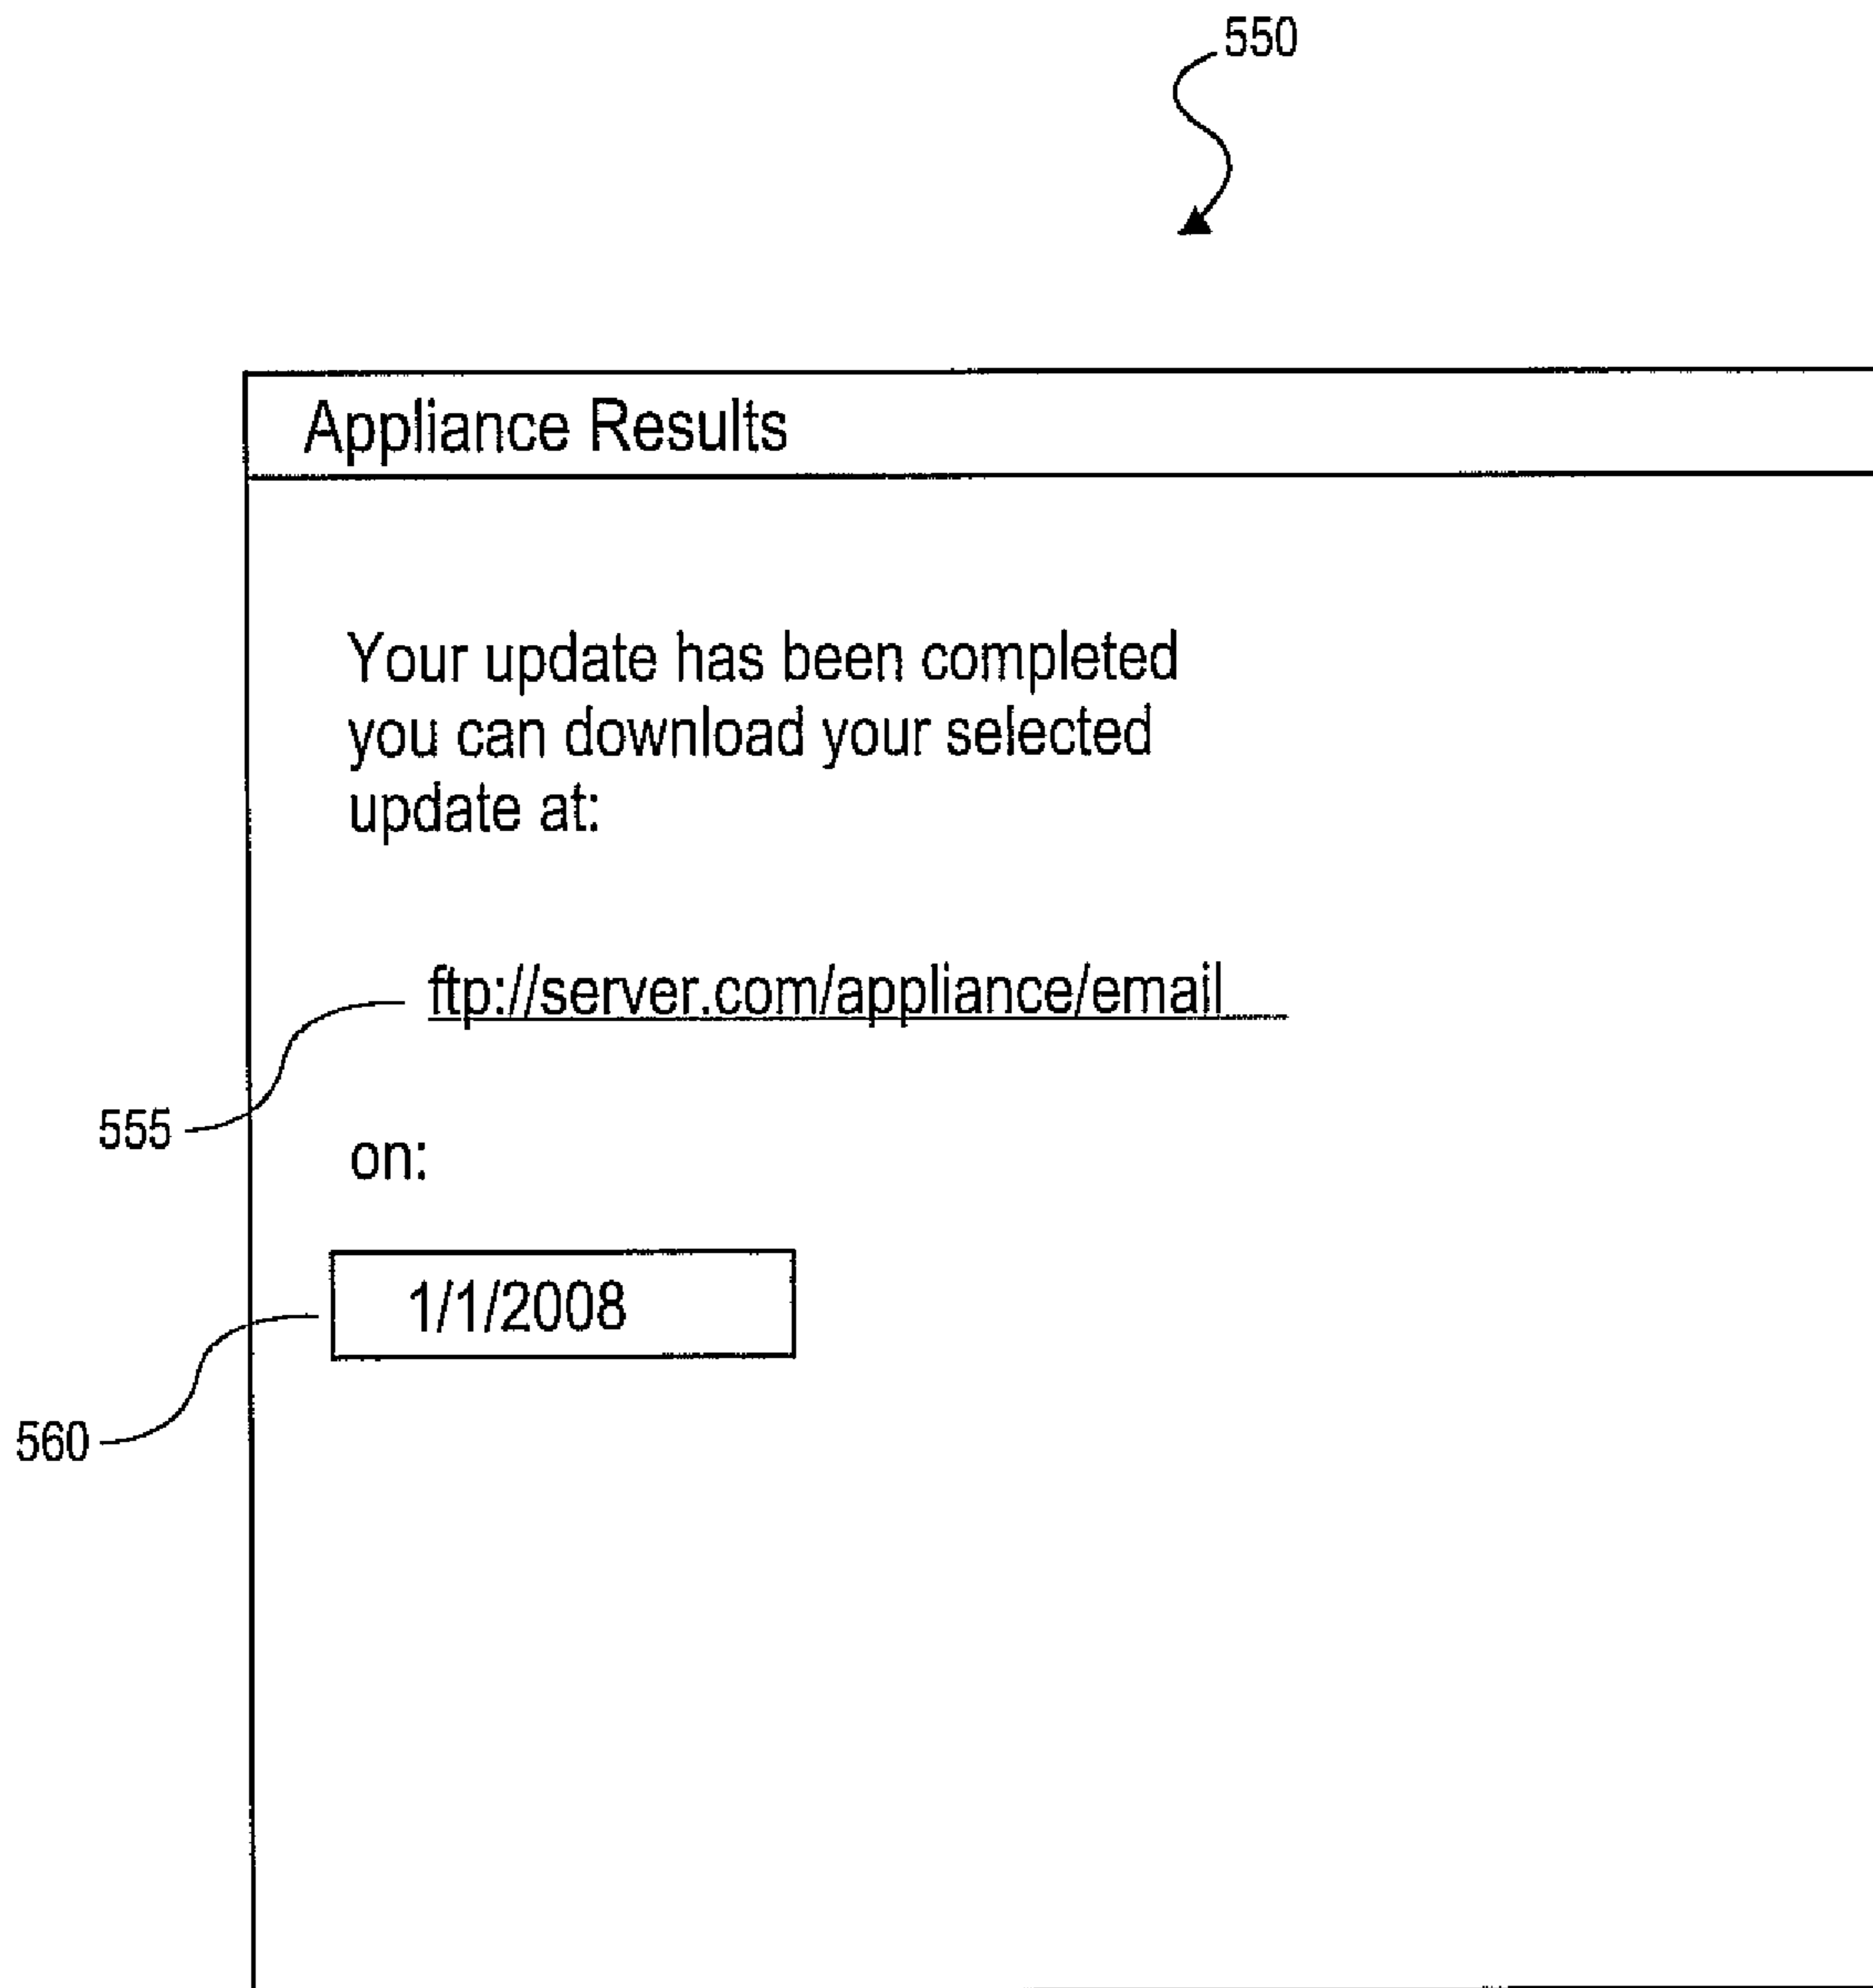 550
Appliance Results
Your update has been completed
you can download your selected
update at:
ftp://server.com/appliance/email
555
on:
1/1/2008
560